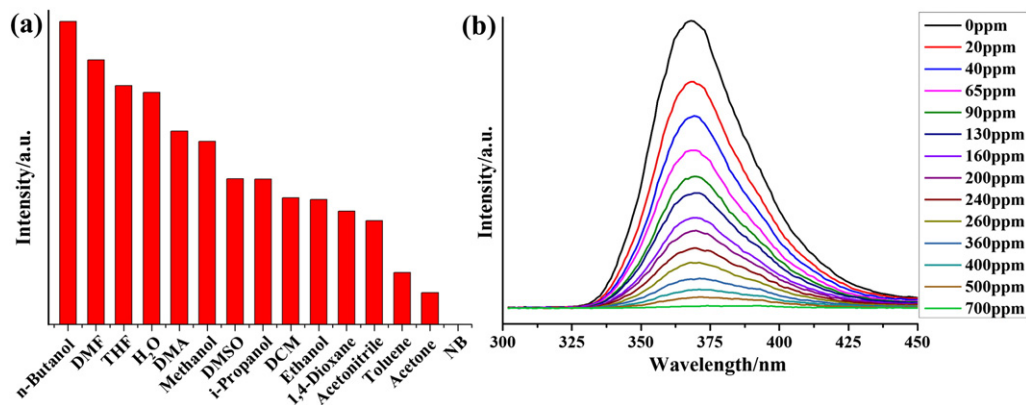 (a)
Intensity/a.u.
n-Butanol
DMF
THF
H₂O
DMA
Methanol
DMSO
i-Propanol
DCM
Ethanol
1,4-Dioxane
Acetonitrile
Toluene
Acetone
NB
(b)
Intensity/a.u.
300 325 350 375 400 425 450
Wavelength/nm
0ppm
20ppm
40ppm
65ppm
90ppm
130ppm
160ppm
200ppm
240ppm
260ppm
360ppm
400ppm
500ppm
700ppm